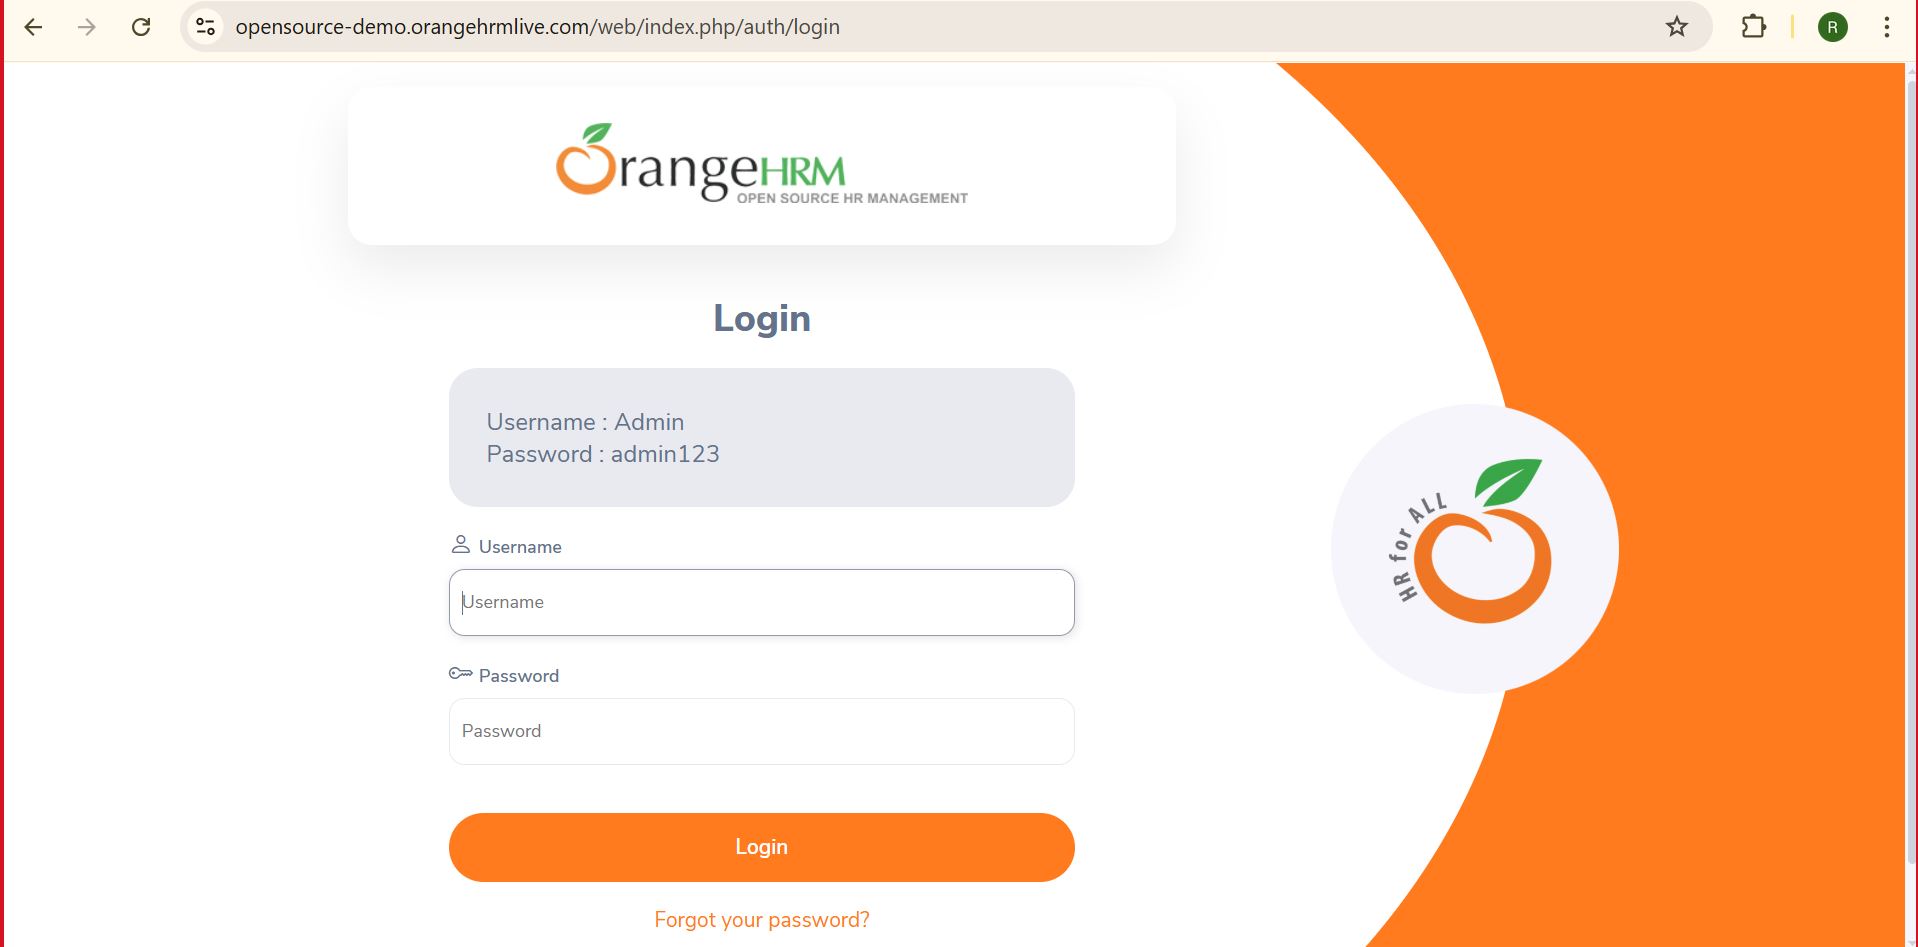 opensource-demo.orangehrmlive.com/web/index.php/auth/login
R
OrangeHRM
OPEN SOURCE HR MANAGEMENT
Login
Username : Admin
Password : admin123
Username
Username
Password
Password
Login
Forgot your password?
HR for ALL